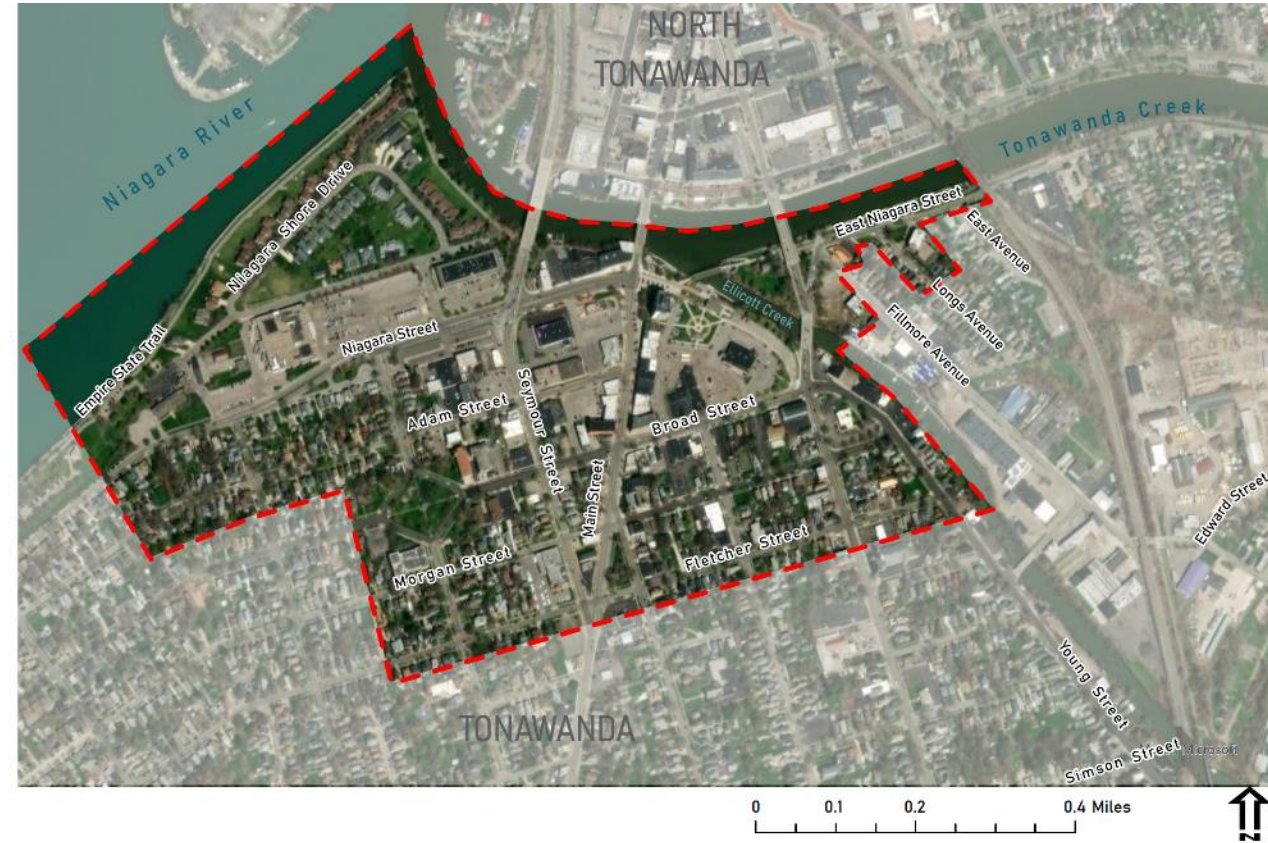 NORTH
TONAWANDA
Niagara River
Tonawanda Creek
Niagara Shore Drive
East Niagara Street
East Avenue
Longs Avenue
Ellicott Creek
Fillmore Avenue
Empire State Trail
Niagara Street
Seymour Street
Adam Street
Broad Street
Main Street
Edward Street
Morgan Street
Fletcher Street
Young Street
TONAWANDA
Simson Street
Microsoft
0 0.1 0.2 0.4 Miles
N